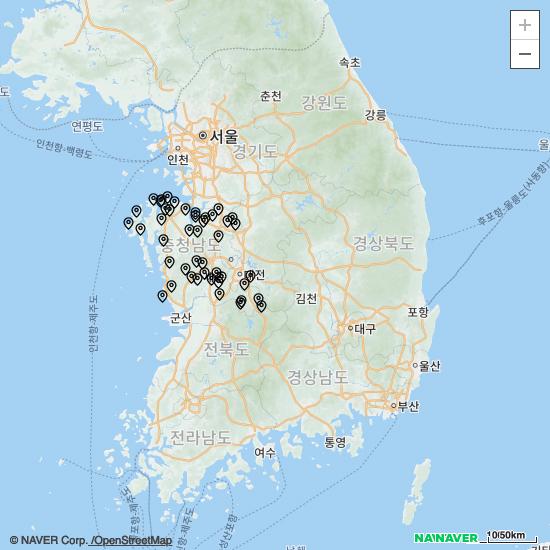 +
−
속초
춘천
강원도
강릉
연평도
서울
인천항-백령도
인천
경기도
울
후포항-울릉도(사동항)
경상북도
충청남도
대전
김천
인천항-제주도
군산
포항
대구
전북도
울산
경상남도
부산
전라남도
통영
여수
NAVER
10/50km
© NAVER Corp. /OpenStreetMap